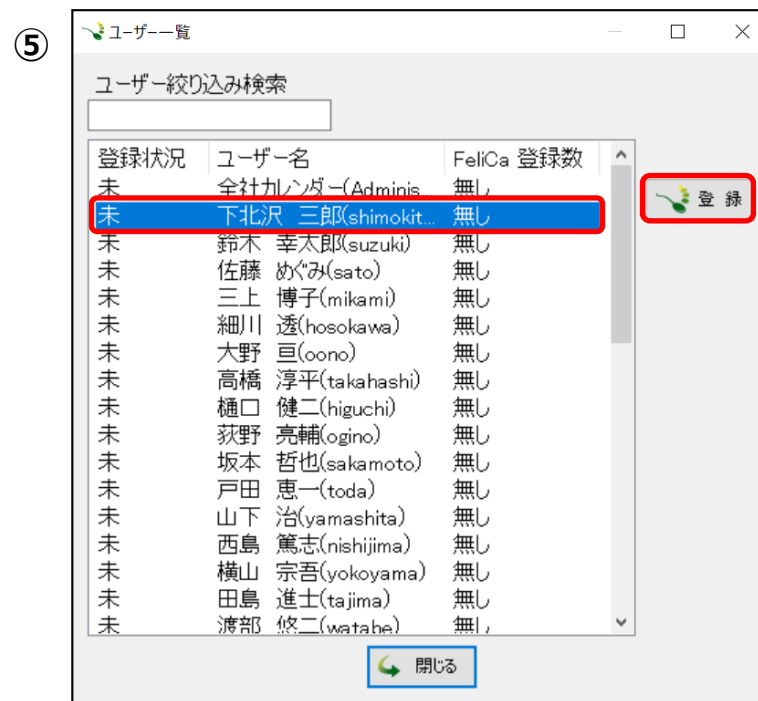 ⑤
ユーザー一覧
ユーザー絞り込み検索
登録状況 ユーザー名 FeliCa 登録数
未 全社カレンダー(Adminis... 無し
未 下北沢 三郎(shimokit... 無し
未 鈴木 幸太郎(suzuki) 無し
未 佐藤 めぐみ(sato) 無し
未 三上 博子(mikami) 無し
未 細川 透(hosokawa) 無し
未 大野 亘(oono) 無し
未 高橋 淳平(takahashi) 無し
未 樋口 健二(higuchi) 無し
未 荻野 亮輔(ogino) 無し
未 坂本 哲也(sakamoto) 無し
未 戸田 恵一(toda) 無し
未 山下 治(yamashita) 無し
未 西島 篤志(nishijima) 無し
未 横山 宗吾(yokoyama) 無し
未 田島 進士(tajima) 無し
未 渡部 悠二(watabe) 無し
登 録
閉じる